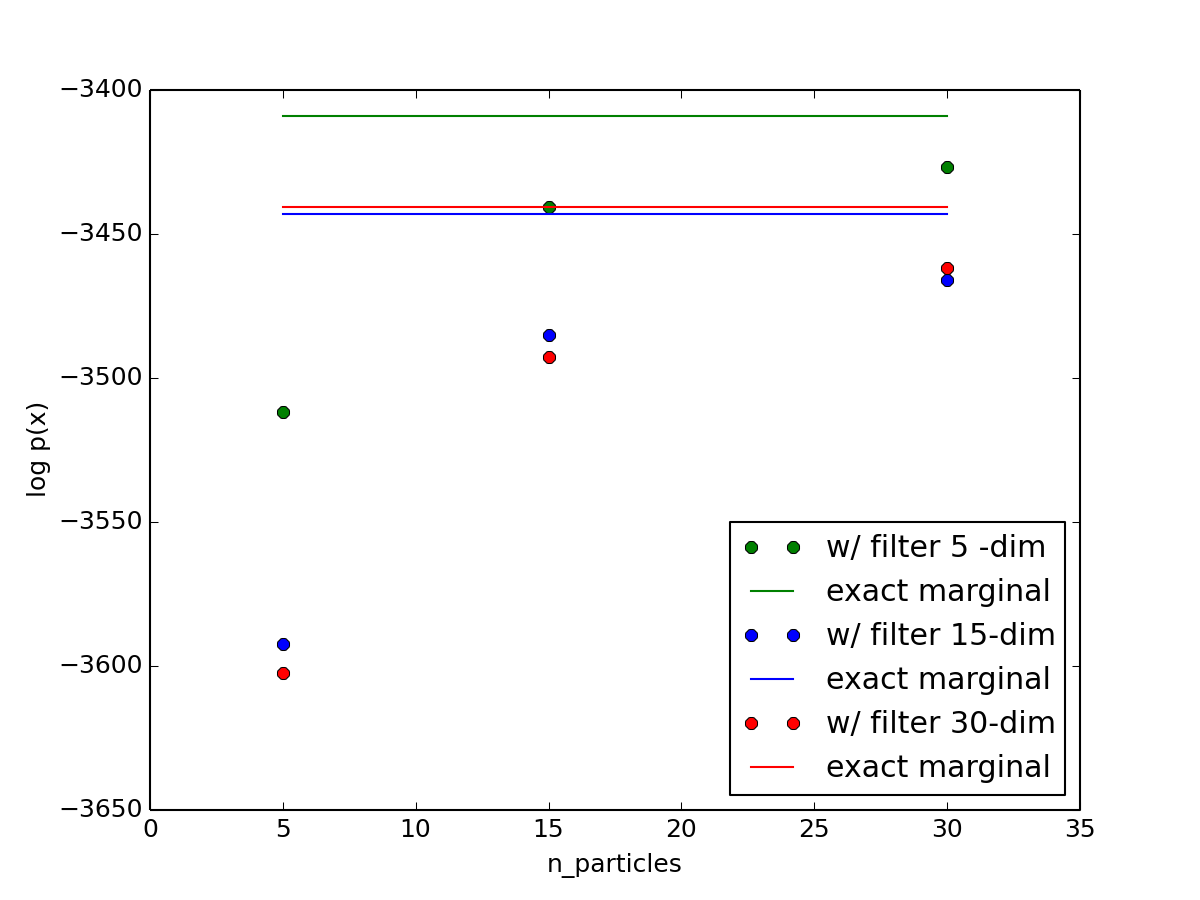 −3400
−3450
−3500
−3550
−3600
−3650
log p(x)
w/ filter 5 -dim
exact marginal
w/ filter 15-dim
exact marginal
w/ filter 30-dim
exact marginal
0 5 10 15 20 25 30 35
n_particles